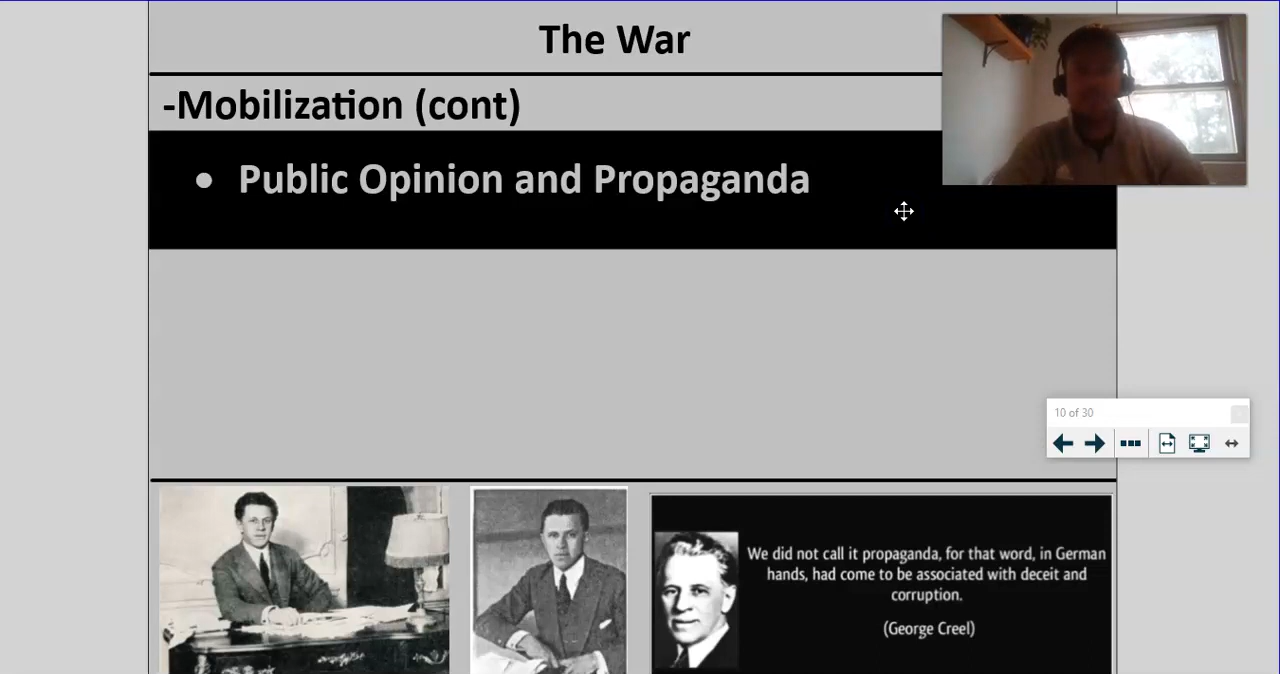 The War
-Mobilization (cont)
• Public Opinion and Propaganda
10 of 30
We did not call it propaganda, for that word, in German
hands, had come to be associated with deceit and
corruption.
(George Creel)